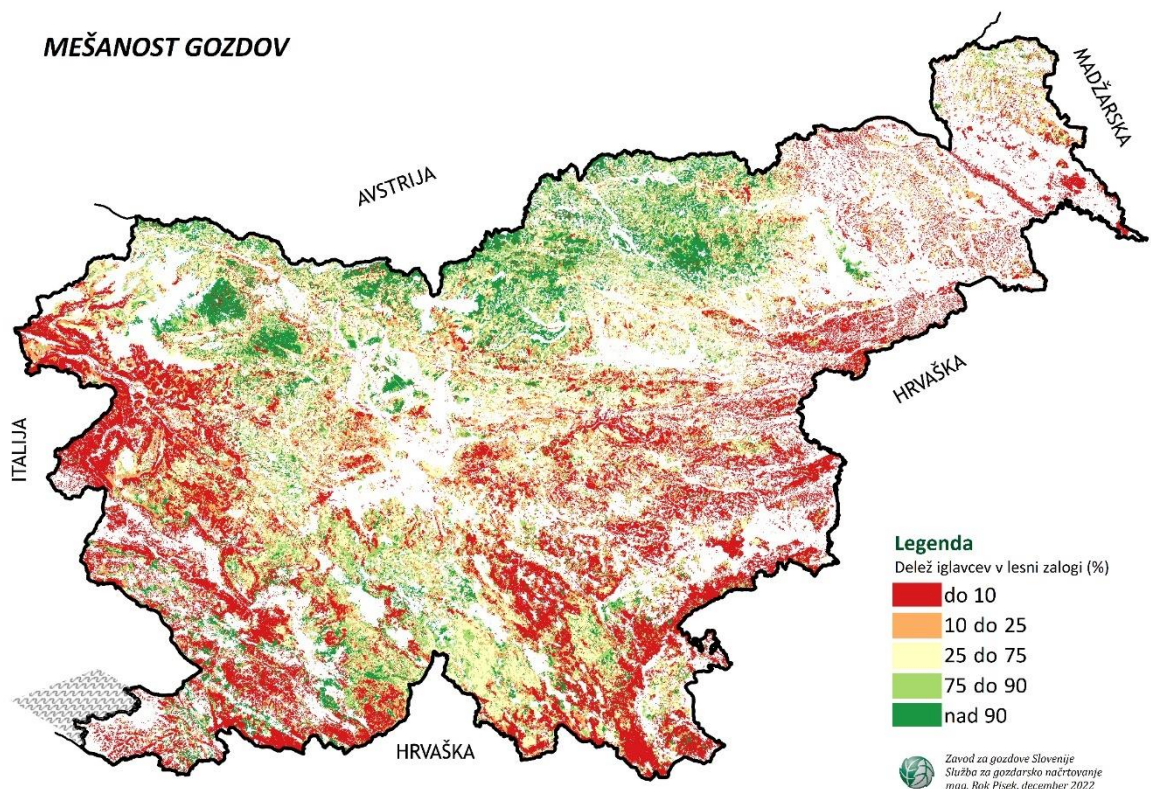 MEŠANOST GOZDOV
MADŽARSKA
AVSTRIJA
HRVAŠKA
ITALIJA
HRVAŠKA
Legenda
Delež iglavcev v lesni zalogi (%)
do 10
10 do 25
25 do 75
75 do 90
nad 90
Zavod za gozdove Slovenije
Služba za gozdarsko načrtovanje
mag. Rok Pisek, december 2022